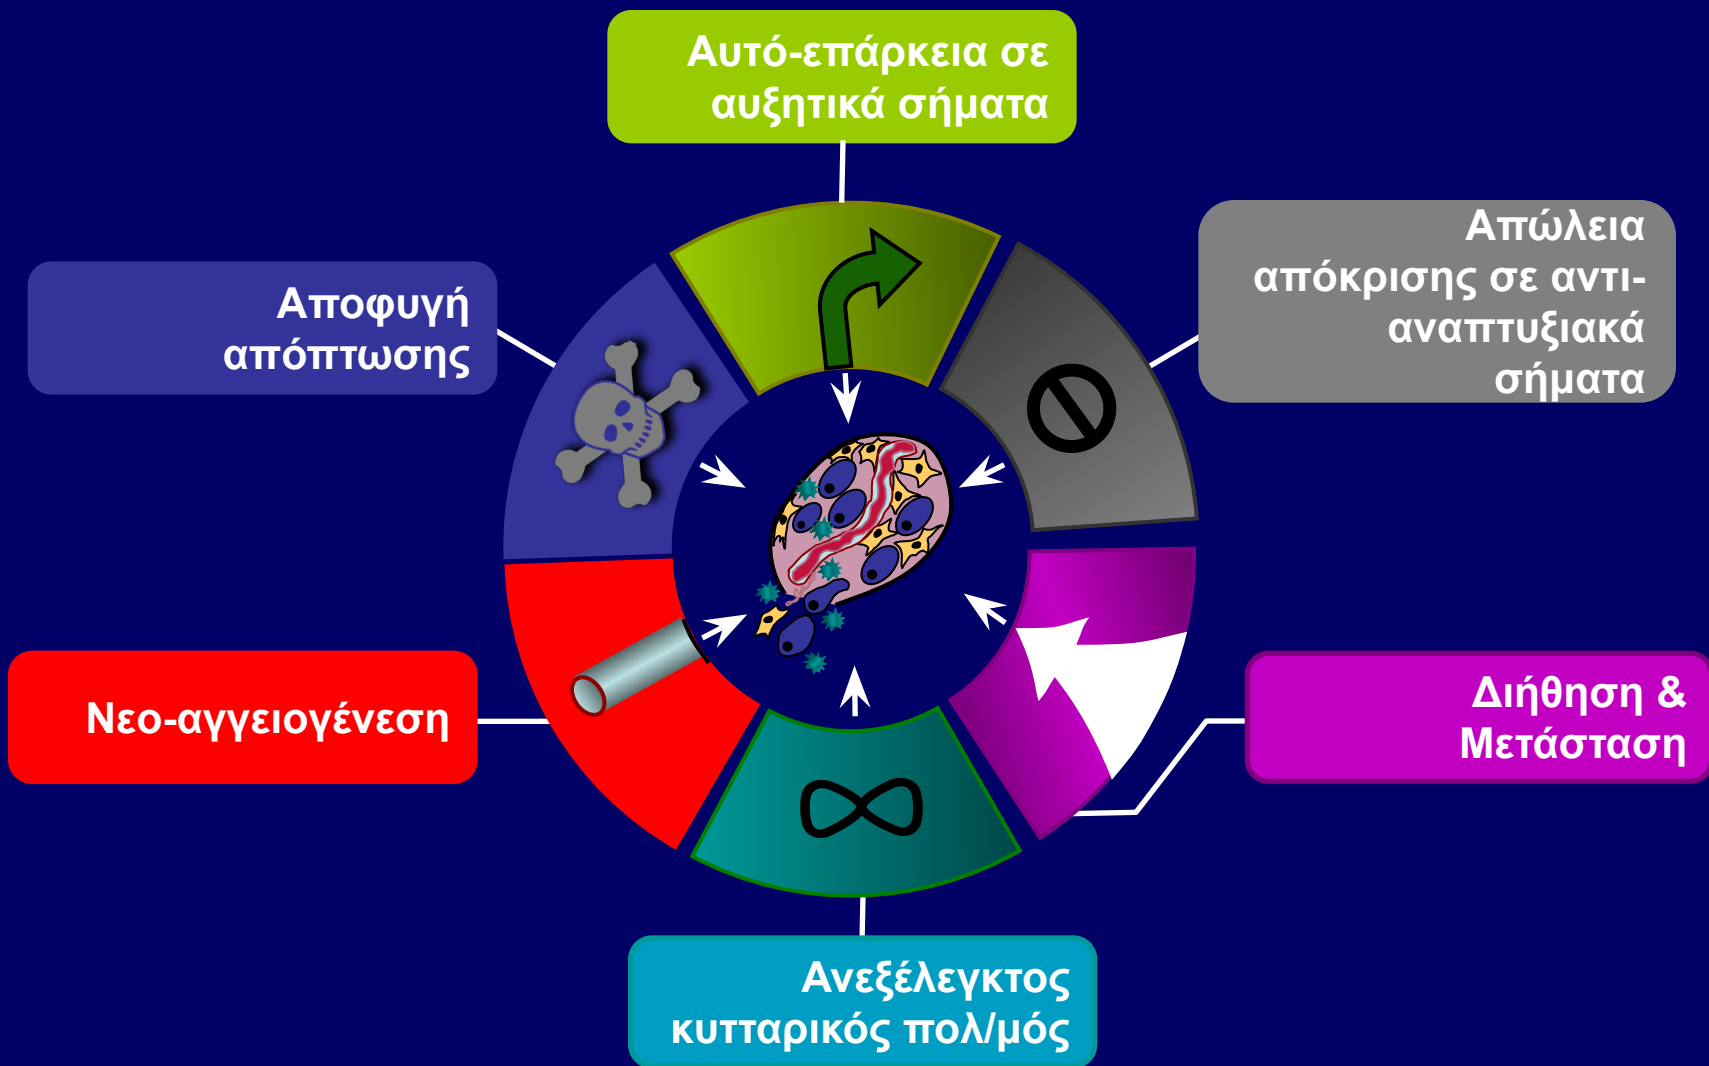 Αυτό-επάρκεια σε
αυξητικά σήματα
Απώλεια
απόκρισης σε αντι-
αναπτυξιακά
σήματα
Αποφυγή
απόπτωσης
Νεο-αγγειογένεση
Διήθηση &
Μετάσταση
Ανεξέλεγκτος
κυτταρικός πολ/μός